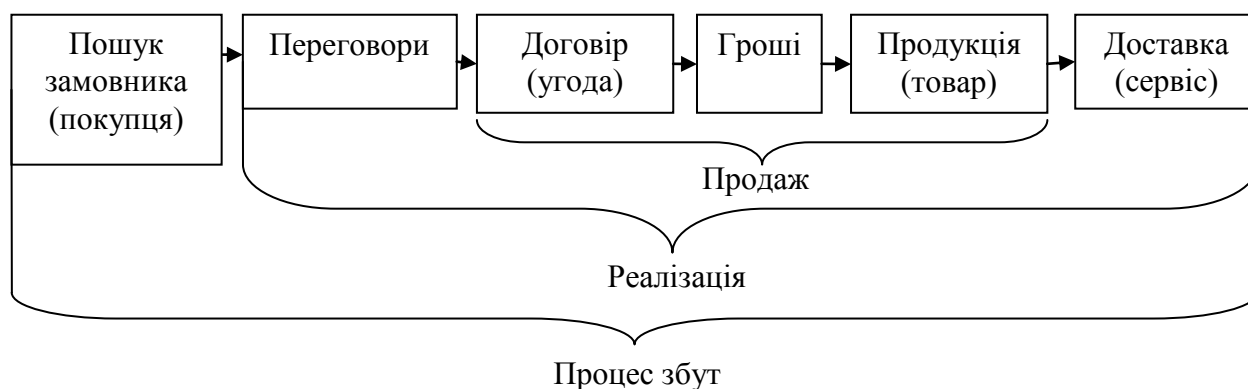 Пошук
замовника
(покупця)
Переговори
Договір
(угода)
Гроші
Продукція
(товар)
Доставка
(сервіс)
Продаж
Реалізація
Процес збут